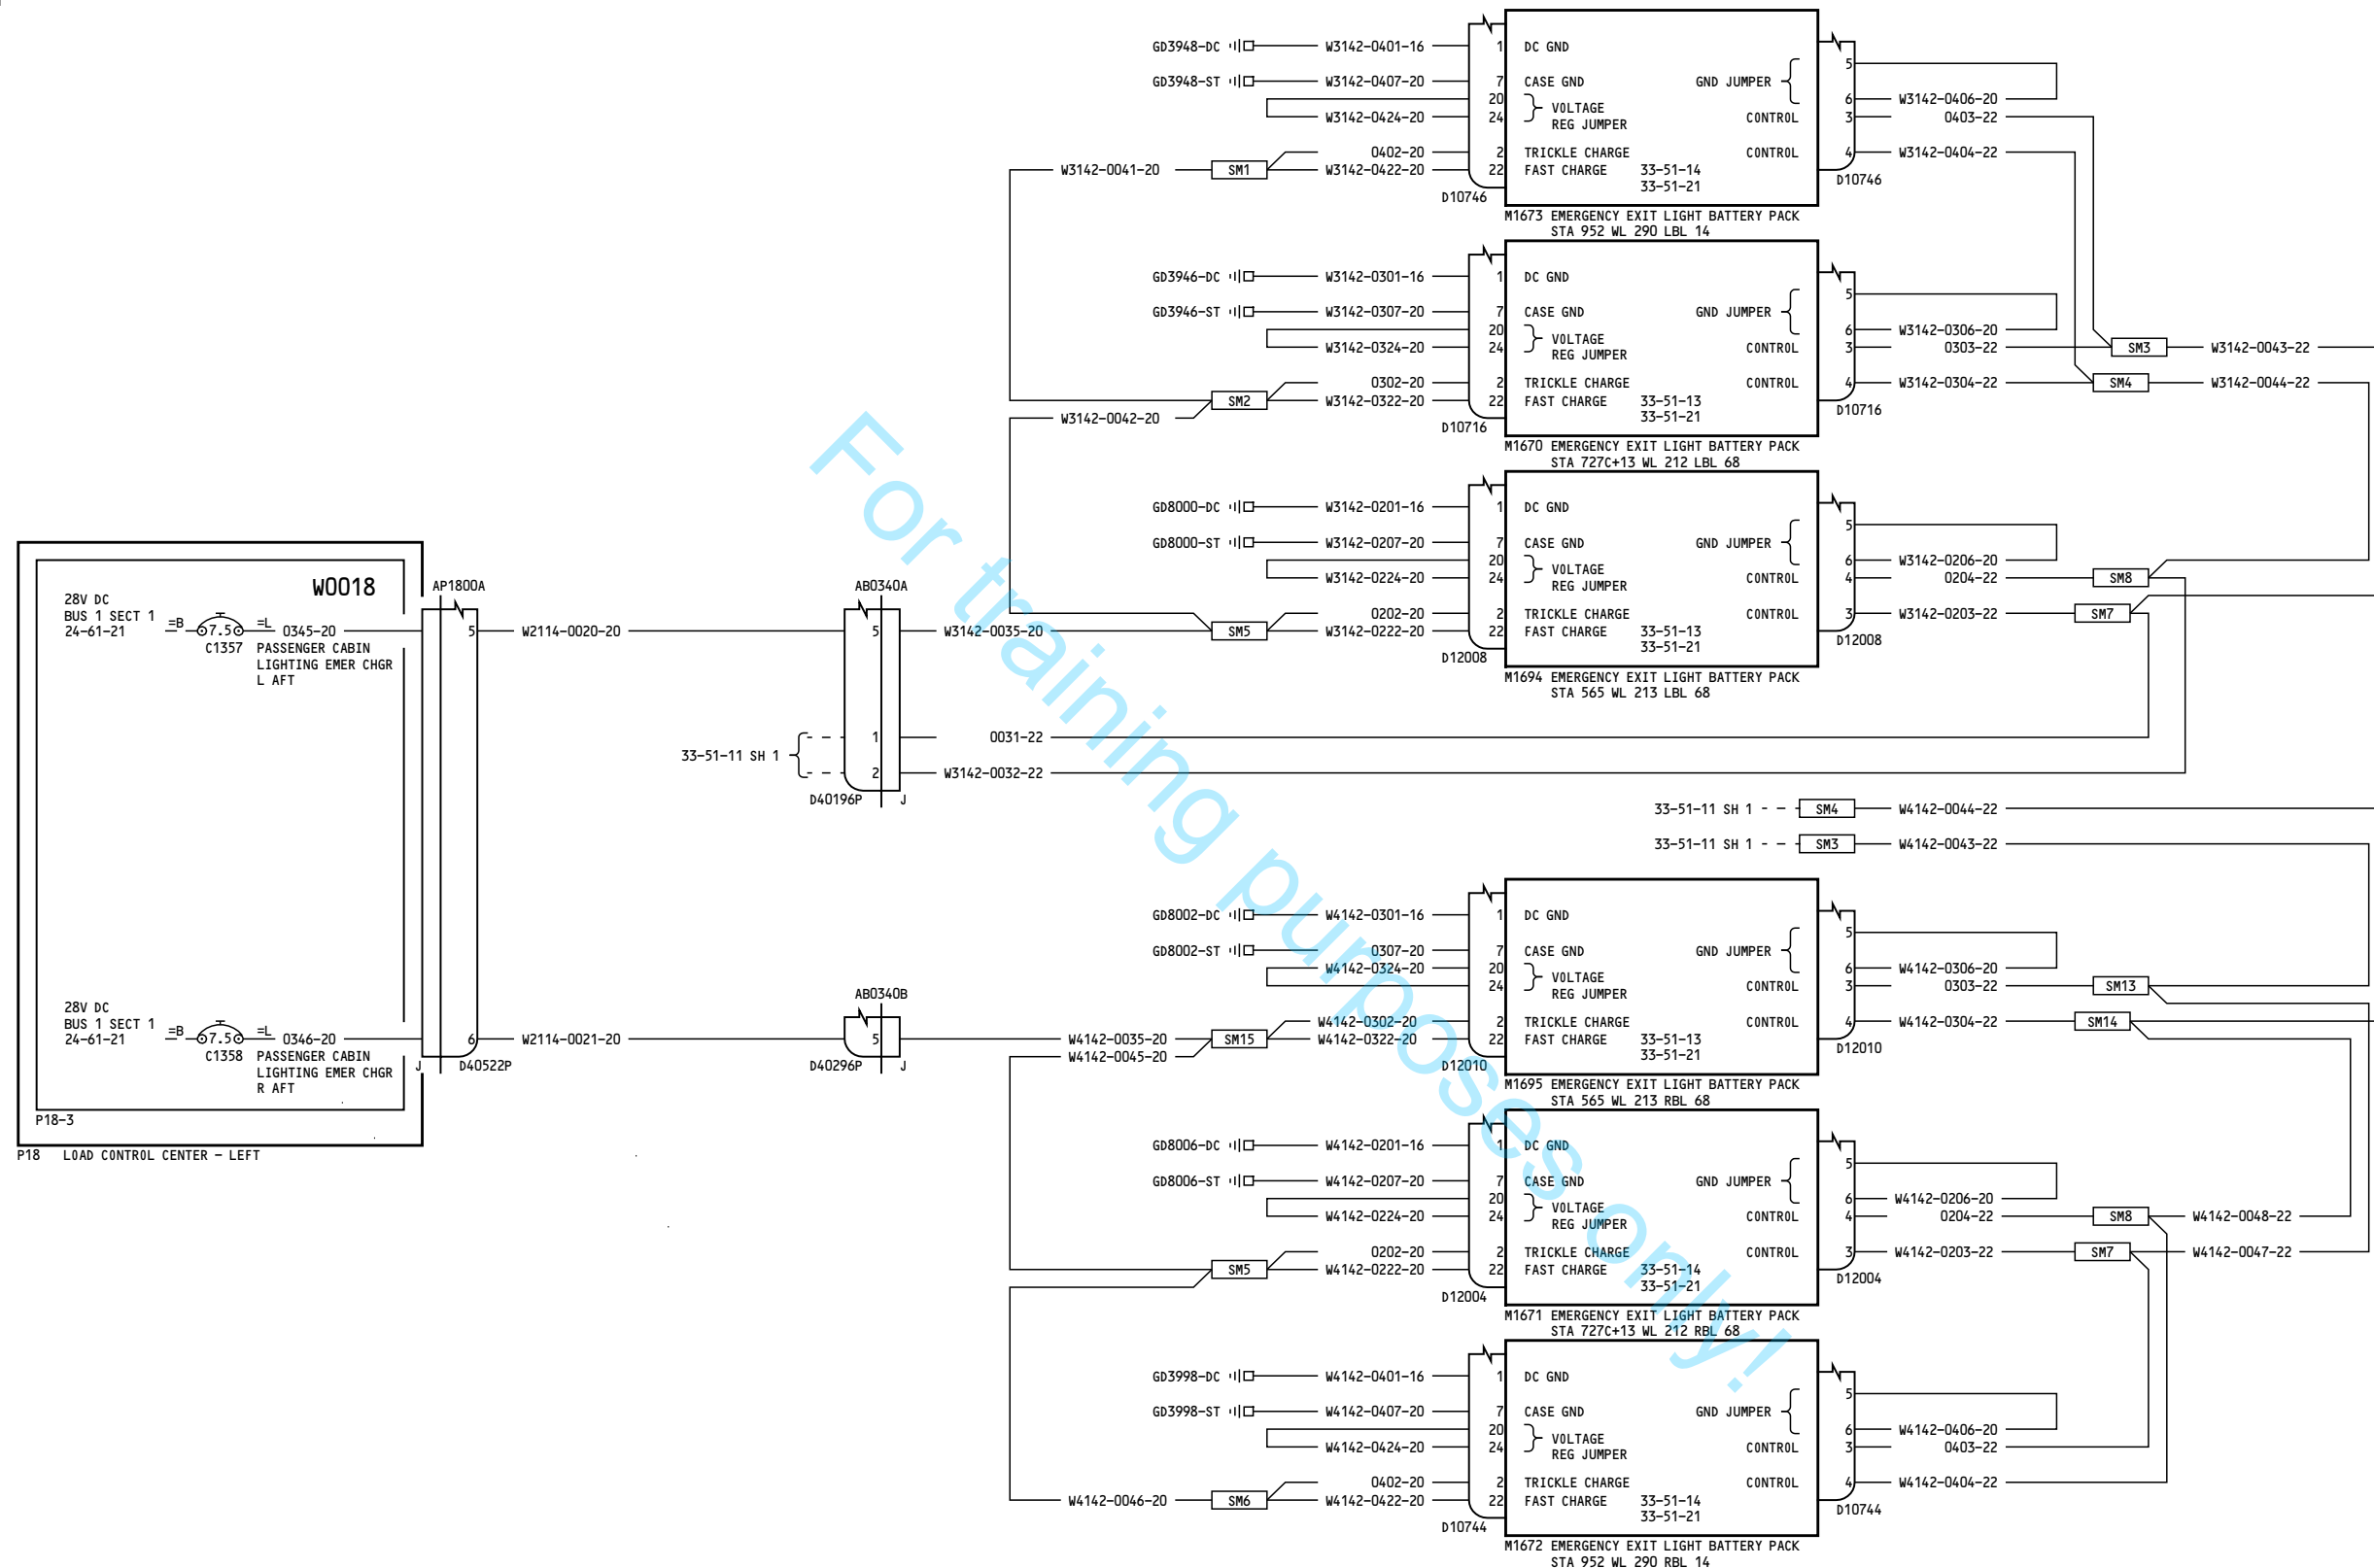 GD3948-DC W3142-0401-16 1 DC GND
5
GD3948-ST W3142-0407-20 7 CASE GND GND JUMPER
20 VOLTAGE 6 W3142-0406-20
W3142-0424-20 24 REG JUMPER CONTROL 3 0403-22
0402-20 2 TRICKLE CHARGE CONTROL 4 W3142-0404-22
W3142-0041-20 SM1 W3142-0422-20 22 FAST CHARGE 33-51-14
33-51-21
D10746 D10746
M1673 EMERGENCY EXIT LIGHT BATTERY PACK
STA 952 WL 290 LBL 14
GD3946-DC W3142-0301-16 1 DC GND
5
GD3946-ST W3142-0307-20 7 CASE GND GND JUMPER
20 VOLTAGE 6 W3142-0306-20
W3142-0324-20 24 REG JUMPER CONTROL 3 0303-22 SM3 W3142-0043-22
0302-20 2 TRICKLE CHARGE CONTROL 4 W3142-0304-22 SM4 W3142-0044-22
SM2 W3142-0322-20 22 FAST CHARGE 33-51-13
W3142-0042-20 33-51-21
D10716 D10716
M1670 EMERGENCY EXIT LIGHT BATTERY PACK
STA 727C+13 WL 212 LBL 68
GD8000-DC W3142-0201-16 1 DC GND
5
GD8000-ST W3142-0207-20 7 CASE GND GND JUMPER
20 VOLTAGE 6 W3142-0206-20
W3142-0224-20 24 REG JUMPER CONTROL 4 0204-22 SM8
0202-20 2 TRICKLE CHARGE CONTROL 3 W3142-0203-22 SM7
W0018 AP1800A AB0340A
28V DC
BUS 1 SECT 1
24-61-21 =B 7.5 =L 0345-20 5 W2114-0020-20 5 W3142-0035-20 SM5 W3142-0222-20 22 FAST CHARGE 33-51-13
33-51-21
C1357 PASSENGER CABIN
LIGHTING EMER CHGR
L AFT
D12008 D12008
M1694 EMERGENCY EXIT LIGHT BATTERY PACK
STA 565 WL 213 LBL 68
1 0031-22
33-51-11 SH 1
2 W3142-0032-22
D40196P J
33-51-11 SH 1 SM4 W4142-0044-22
33-51-11 SH 1 SM3 W4142-0043-22
GD8002-DC W4142-0301-16 1 DC GND
5
GD8002-ST 0307-20 7 CASE GND GND JUMPER
W4142-0324-20 20 VOLTAGE 6 W4142-0306-20
24 REG JUMPER CONTROL 3 0303-22 SM13
W4142-0302-20 2 TRICKLE CHARGE CONTROL 4 W4142-0304-22 SM14
AB0340B
28V DC
BUS 1 SECT 1
24-61-21 =B 7.5 =L 0346-20 6 W2114-0021-20 5 W4142-0035-20 SM15 W4142-0322-20 22 FAST CHARGE 33-51-13
W4142-0045-20 33-51-21
C1358 PASSENGER CABIN
LIGHTING EMER CHGR
R AFT
J D40522P D40296P J D12010 D12010
M1695 EMERGENCY EXIT LIGHT BATTERY PACK
STA 565 WL 213 RBL 68
P18-3
P18 LOAD CONTROL CENTER - LEFT
GD8006-DC W4142-0201-16 1 DC GND
5
GD8006-ST W4142-0207-20 7 CASE GND GND JUMPER
20 VOLTAGE 6 W4142-0206-20
W4142-0224-20 24 REG JUMPER CONTROL 4 0204-22 SM8 W4142-0048-22
0202-20 2 TRICKLE CHARGE CONTROL 3 W4142-0203-22 SM7 W4142-0047-22
SM5 W4142-0222-20 22 FAST CHARGE 33-51-14
33-51-21
D12004 D12004
M1671 EMERGENCY EXIT LIGHT BATTERY PACK
STA 727C+13 WL 212 RBL 68
GD3998-DC W4142-0401-16 1 DC GND
5
GD3998-ST W4142-0407-20 7 CASE GND GND JUMPER
20 VOLTAGE 6 W4142-0406-20
W4142-0424-20 24 REG JUMPER CONTROL 3 0403-22
0402-20 2 TRICKLE CHARGE CONTROL 4 W4142-0404-22
W4142-0046-20 SM6 W4142-0422-20 22 FAST CHARGE 33-51-14
33-51-21
D10744 D10744
M1672 EMERGENCY EXIT LIGHT BATTERY PACK
STA 952 WL 290 RBL 14
For training purposes only!